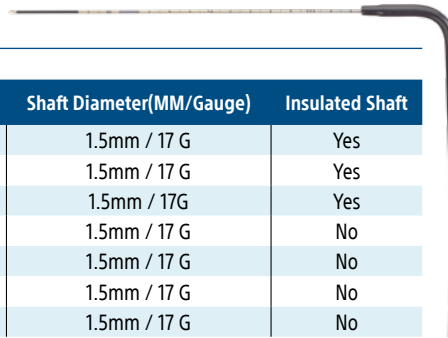 Shaft Diameter(MM/Gauge) Insulated Shaft
1.5mm / 17 G Yes
1.5mm / 17 G Yes
1.5mm / 17G Yes
1.5mm / 17 G No
1.5mm / 17 G No
1.5mm / 17 G No
1.5mm / 17 G No